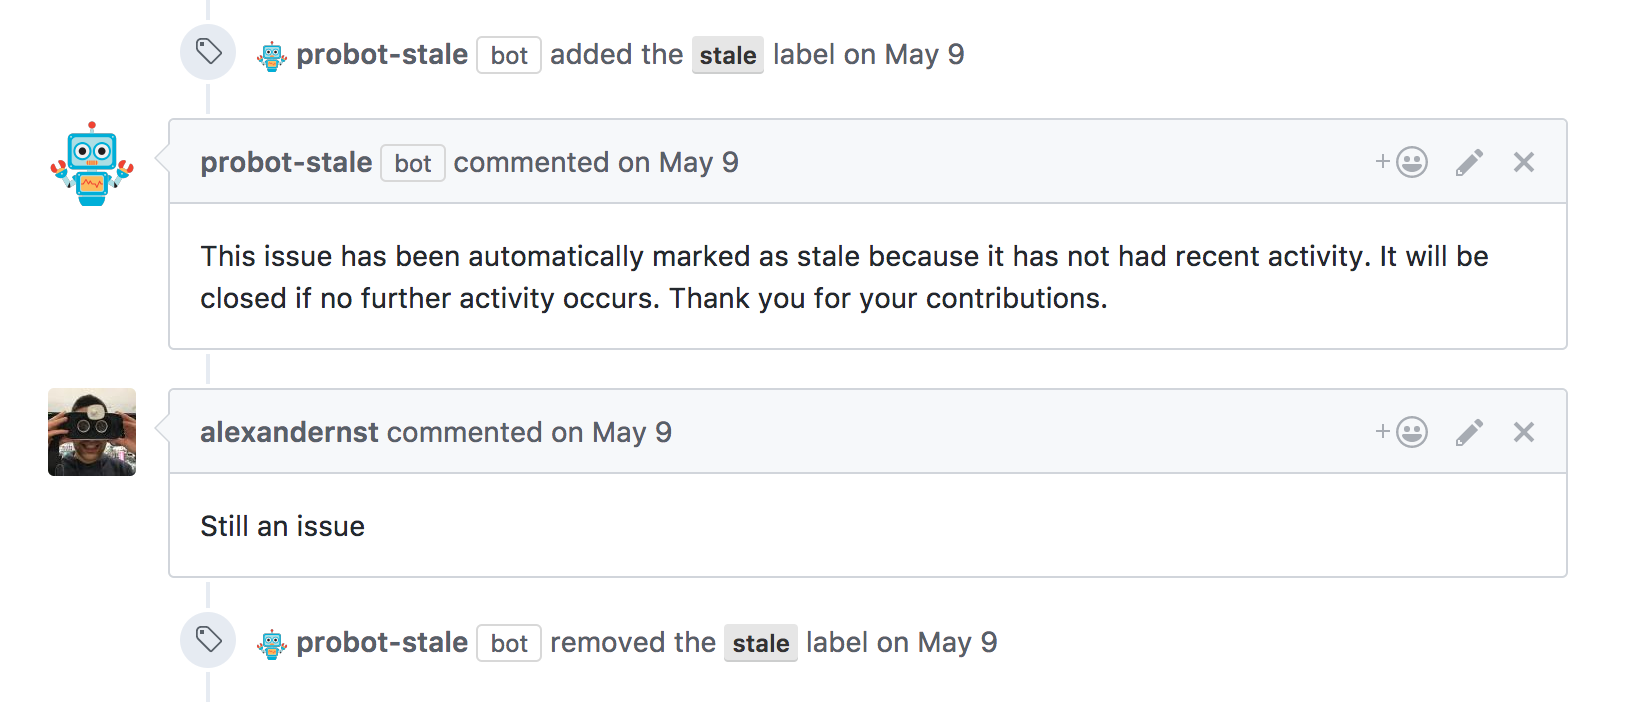 probot-stale bot added the stale label on May 9
probot-stale bot commented on May 9
This issue has been automatically marked as stale because it has not had recent activity. It will be
closed if no further activity occurs. Thank you for your contributions.
alexandernst commented on May 9
Still an issue
probot-stale bot removed the stale label on May 9